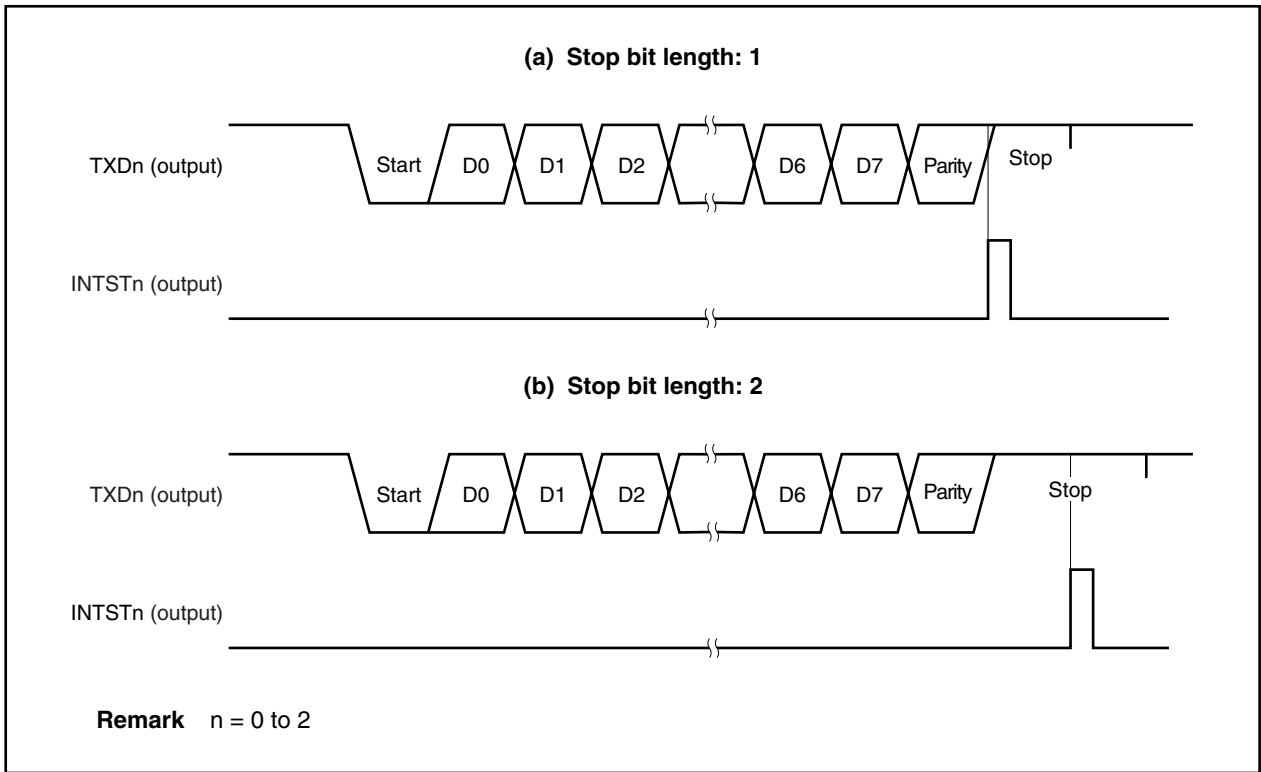 (a) Stop bit length: 1
TXDn (output) Start D0 D1 D2 D6 D7 Parity Stop
INTSTn (output)
(b) Stop bit length: 2
TXDn (output) Start D0 D1 D2 D6 D7 Parity Stop
INTSTn (output)
Remark n = 0 to 2